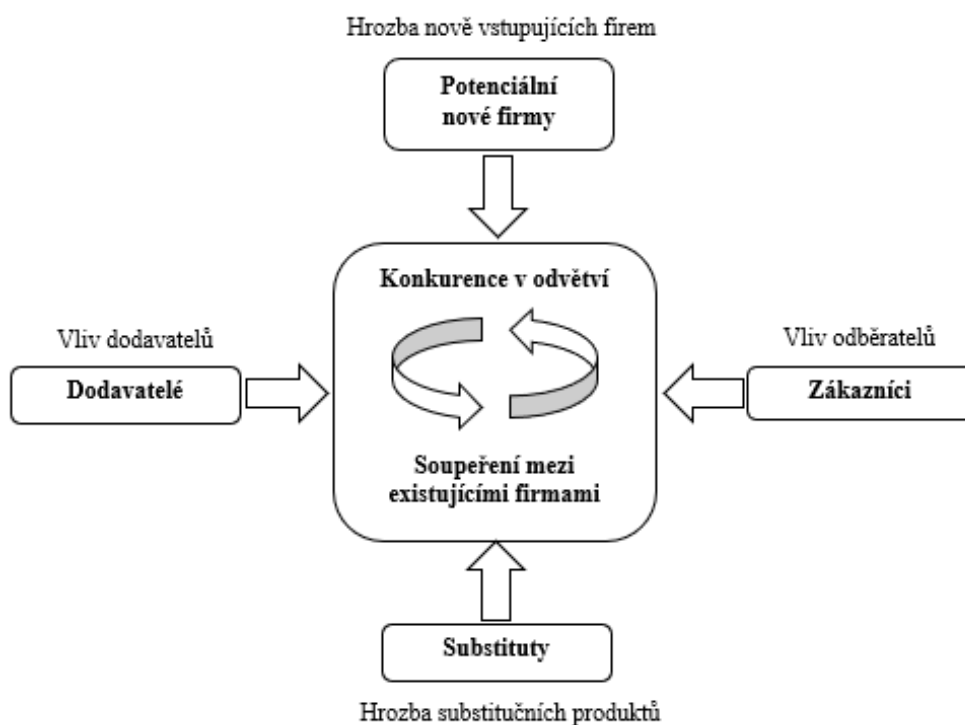 Hrozba nově vstupujících firem
Potenciální
nové firmy
Konkurence v odvětví
Vliv dodavatelů
Dodavatelé
Vliv odběratelů
Zákazníci
Soupeření mezi
existujícími firmami
Substituty
Hrozba substitučních produktů